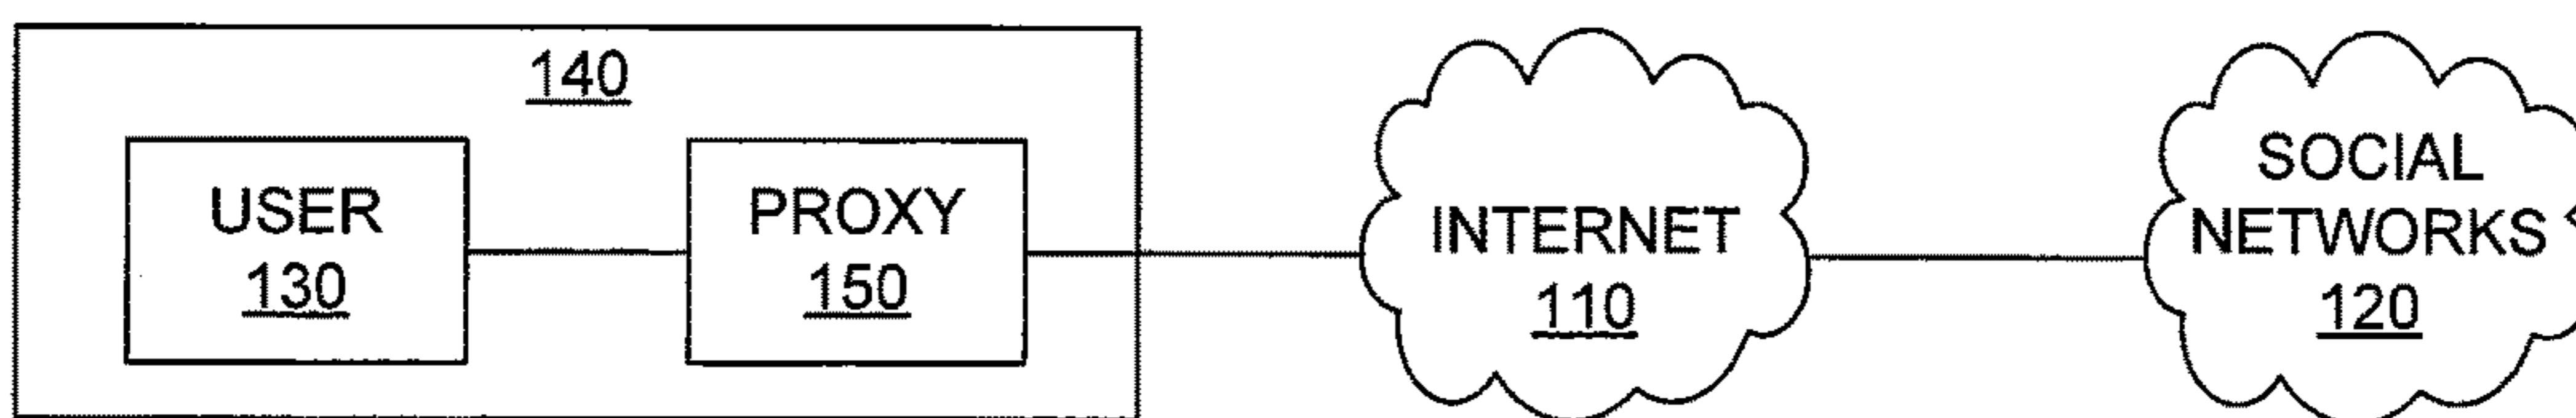 140
USER
130
PROXY
150
INTERNET
110
SOCIAL
NETWORKS
120